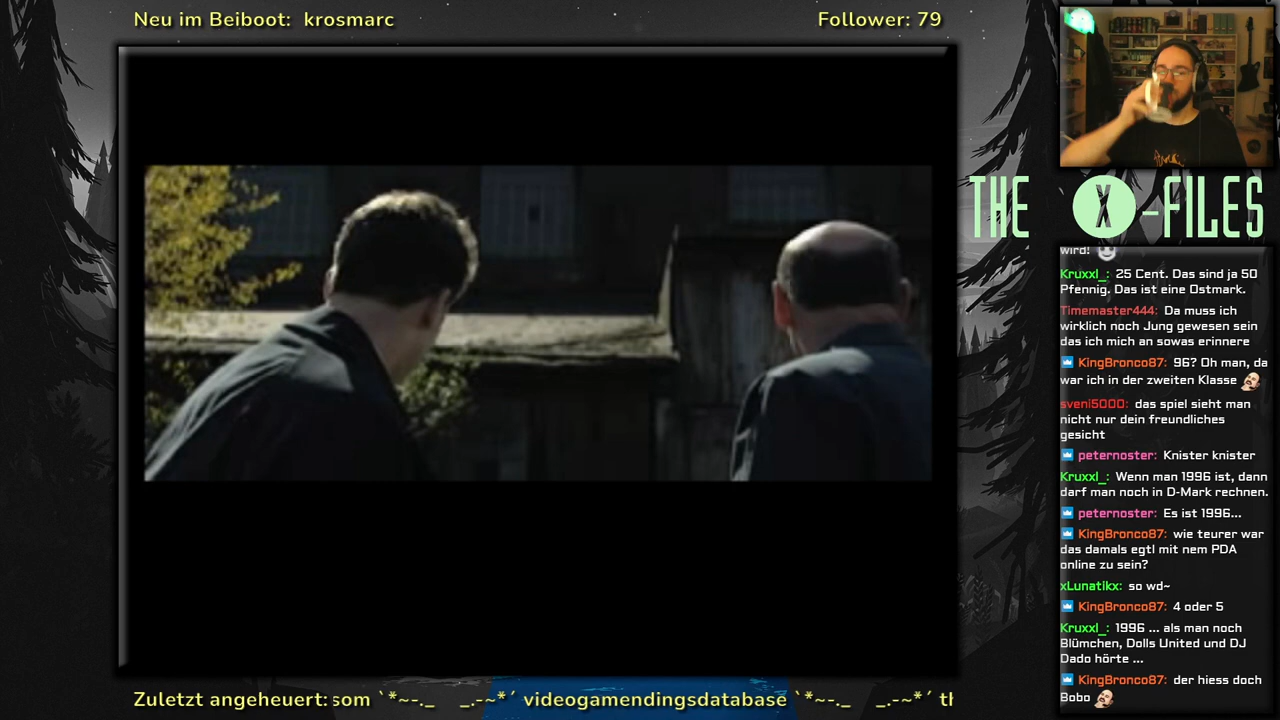 Neu im Beiboot: krosmarc
Follower: 79
THE X-FILES
wird!
Kruxxl_: 25 Cent. Das sind ja 50
Pfennig. Das ist eine Ostmark.
Timemaster444: Da muss ich
wirklich noch Jung gewesen sein
das ich mich an sowas erinnere
KingBronco87: 96? Oh man, da
war ich in der zweiten Klasse
sveni5000: das spiel sieht man
nicht nur dein freundliches
gesicht
peternoster: Knister knister
Kruxxl_: Wenn man 1996 ist, dann
darf man noch in D-Mark rechnen.
peternoster: Es ist 1996...
KingBronco87: wie teurer war
das damals egtl mit nem PDA
online zu sein?
xLunatikx: so wd~
KingBronco87: 4 oder 5
Kruxxl_: 1996 ... als man noch
Blümchen, Dolls United und DJ
Dado hörte ...
KingBronco87: der hiess doch
Bobo
Zuletzt angeheuert: som `*~-._ _.-~*´ videogamendingsdatabase `*~-._ _.-~*´ th